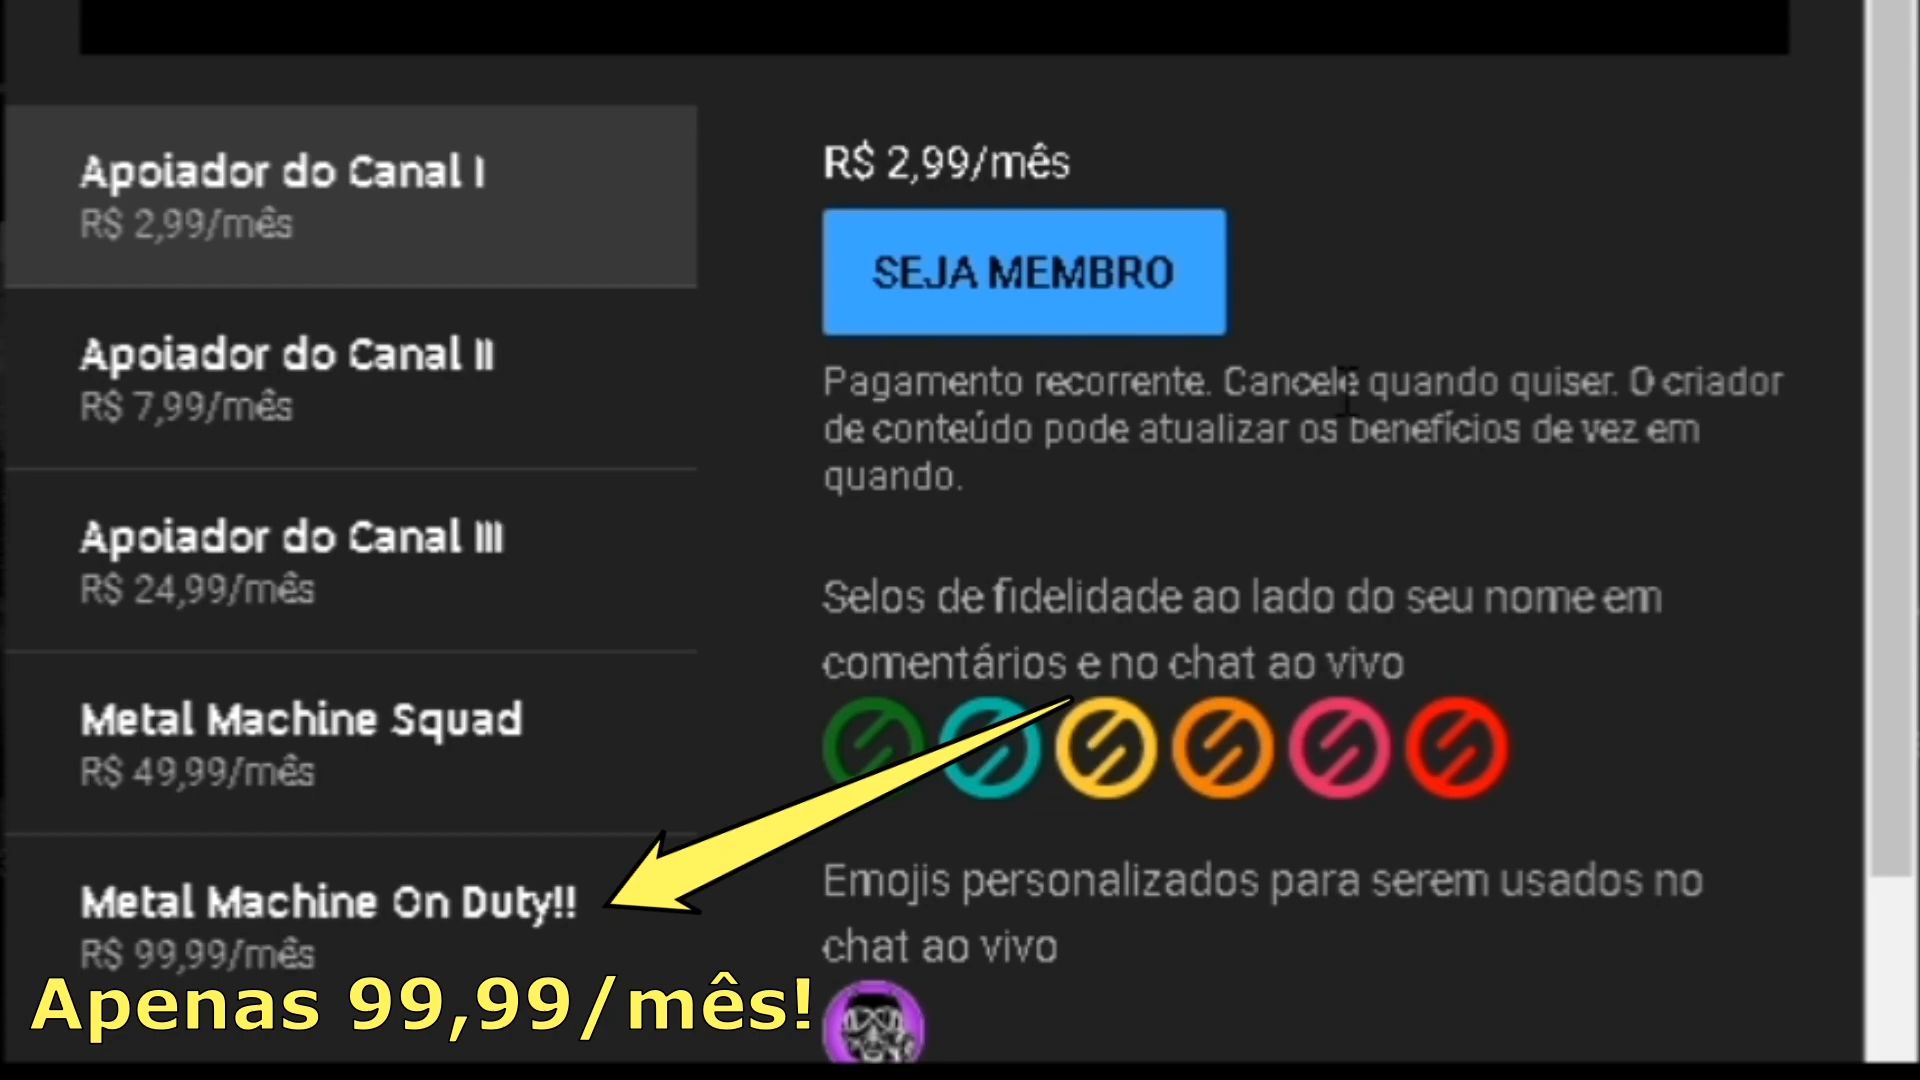 Apoiador do Canal I
R$ 2,99/mês
Apoiador do Canal II
R$ 7,99/mês
Apoiador do Canal III
R$ 24,99/mês
Metal Machine Squad
R$ 49,99/mês
Metal Machine On Duty!!
R$ 99,99/mês
Apenas 99,99/mês!
R$ 2,99/mês
SEJA MEMBRO
Pagamento recorrente. Cancele quando quiser. O criador
de conteúdo pode atualizar os benefícios de vez em
quando.
Selos de fidelidade ao lado do seu nome em
comentários e no chat ao vivo
Emojis personalizados para serem usados no
chat ao vivo